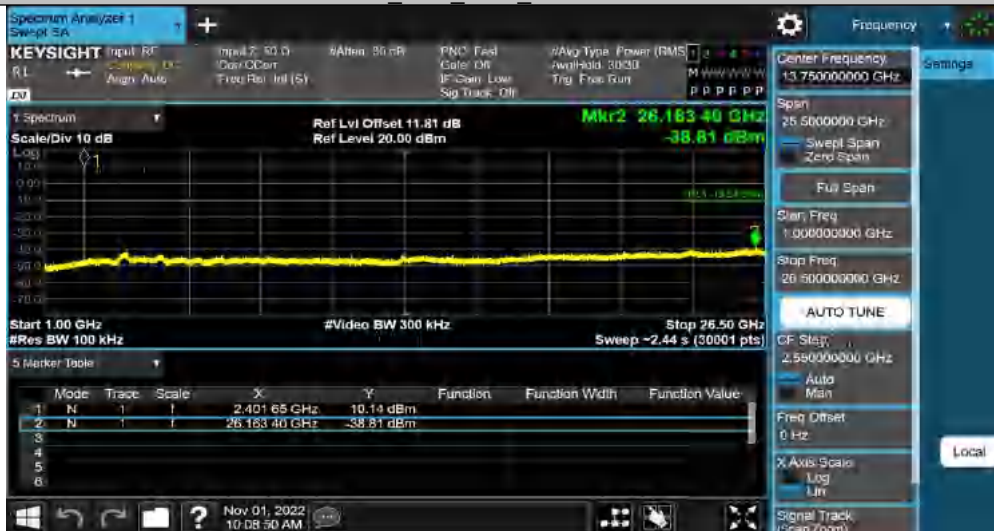 Spectrum Analyzer 1
Swept SA
+
Frequency
KEYSIGHT Input: RF
Input Z: 50 Ω
#Atten: 30 dB
PNO: Fast
#Avg Type: Power (RMS
Coupling: DC
Corr CCorr
Gate: Off
Avg|Hold: 30/30
Align: Auto
Freq Ref: Int (S)
IF Gain: Low
Trig: Free Run
Sig Track: Off
M W W W W W
P P P P P P
Center Frequency
13.750000000 GHz
Settings
Span
25.5000000 GHz
Swept Span
Zero Span
Full Span
Start Freq
1.000000000 GHz
Stop Freq
26.500000000 GHz
AUTO TUNE
CF Step
2.550000000 GHz
Auto
Man
Freq Offset
0 Hz
X Axis Scale
Log
Lin
Signal Track
(Span Zoom)
Local
1 Spectrum
Scale/Div 10 dB
Ref Lvl Offset 11.81 dB
Ref Level 20.00 dBm
Mkr2 26.163 40 GHz
-38.81 dBm
Log
1
Start 1.00 GHz
#Video BW 300 kHz
Stop 26.50 GHz
#Res BW 100 kHz
Sweep ~2.44 s (30001 pts)
5 Marker Table
Mode Trace Scale X Y Function Function Width Function Value
1 N 1 f 2.401 65 GHz 10.14 dBm
2 N 1 f 26.163 40 GHz -38.81 dBm
3
4
5
6
?
Nov 01, 2022
10:08:50 AM